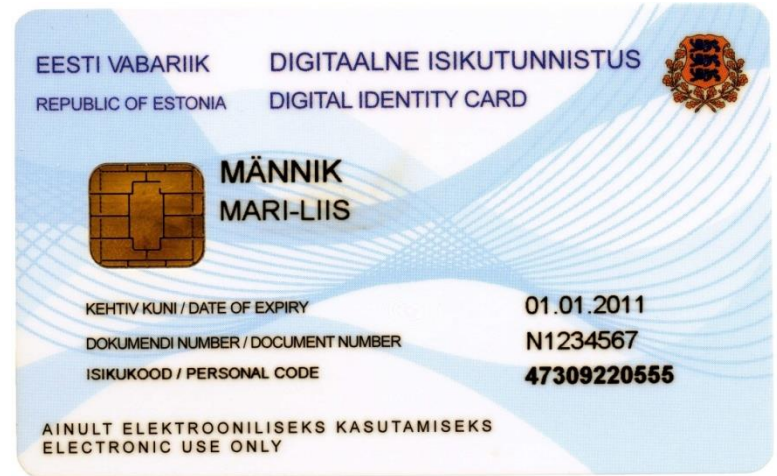 EESTI VABARIIK DIGITAALNE ISIKUTUNNISTUS
REPUBLIC OF ESTONIA DIGITAL IDENTITY CARD
MÄNNIK
MARI-LIIS
KEHTIV KUNI / DATE OF EXPIRY 01.01.2011
DOKUMENDI NUMBER / DOCUMENT NUMBER N1234567
ISIKUKOOD / PERSONAL CODE 47309220555
AINULT ELEKTROONILISEKS KASUTAMISEKS
ELECTRONIC USE ONLY